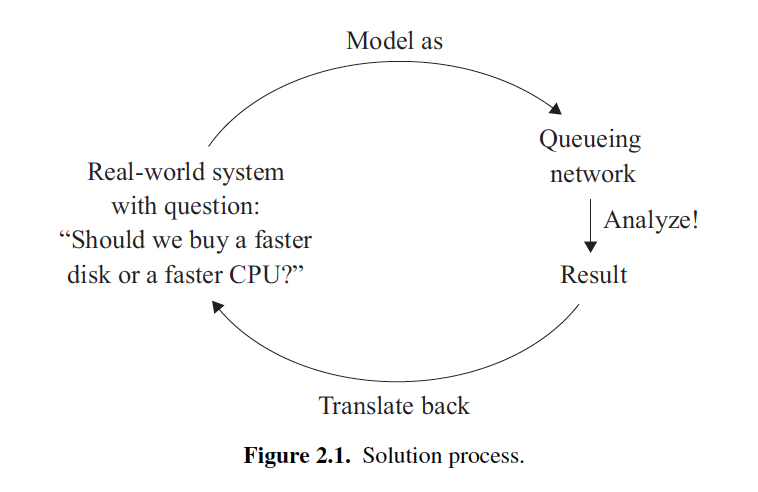 Model as
Queueing
network
Real-world system
with question:
“Should we buy a faster
disk or a faster CPU?”
Analyze!
Result
Translate back
Figure 2.1. Solution process.